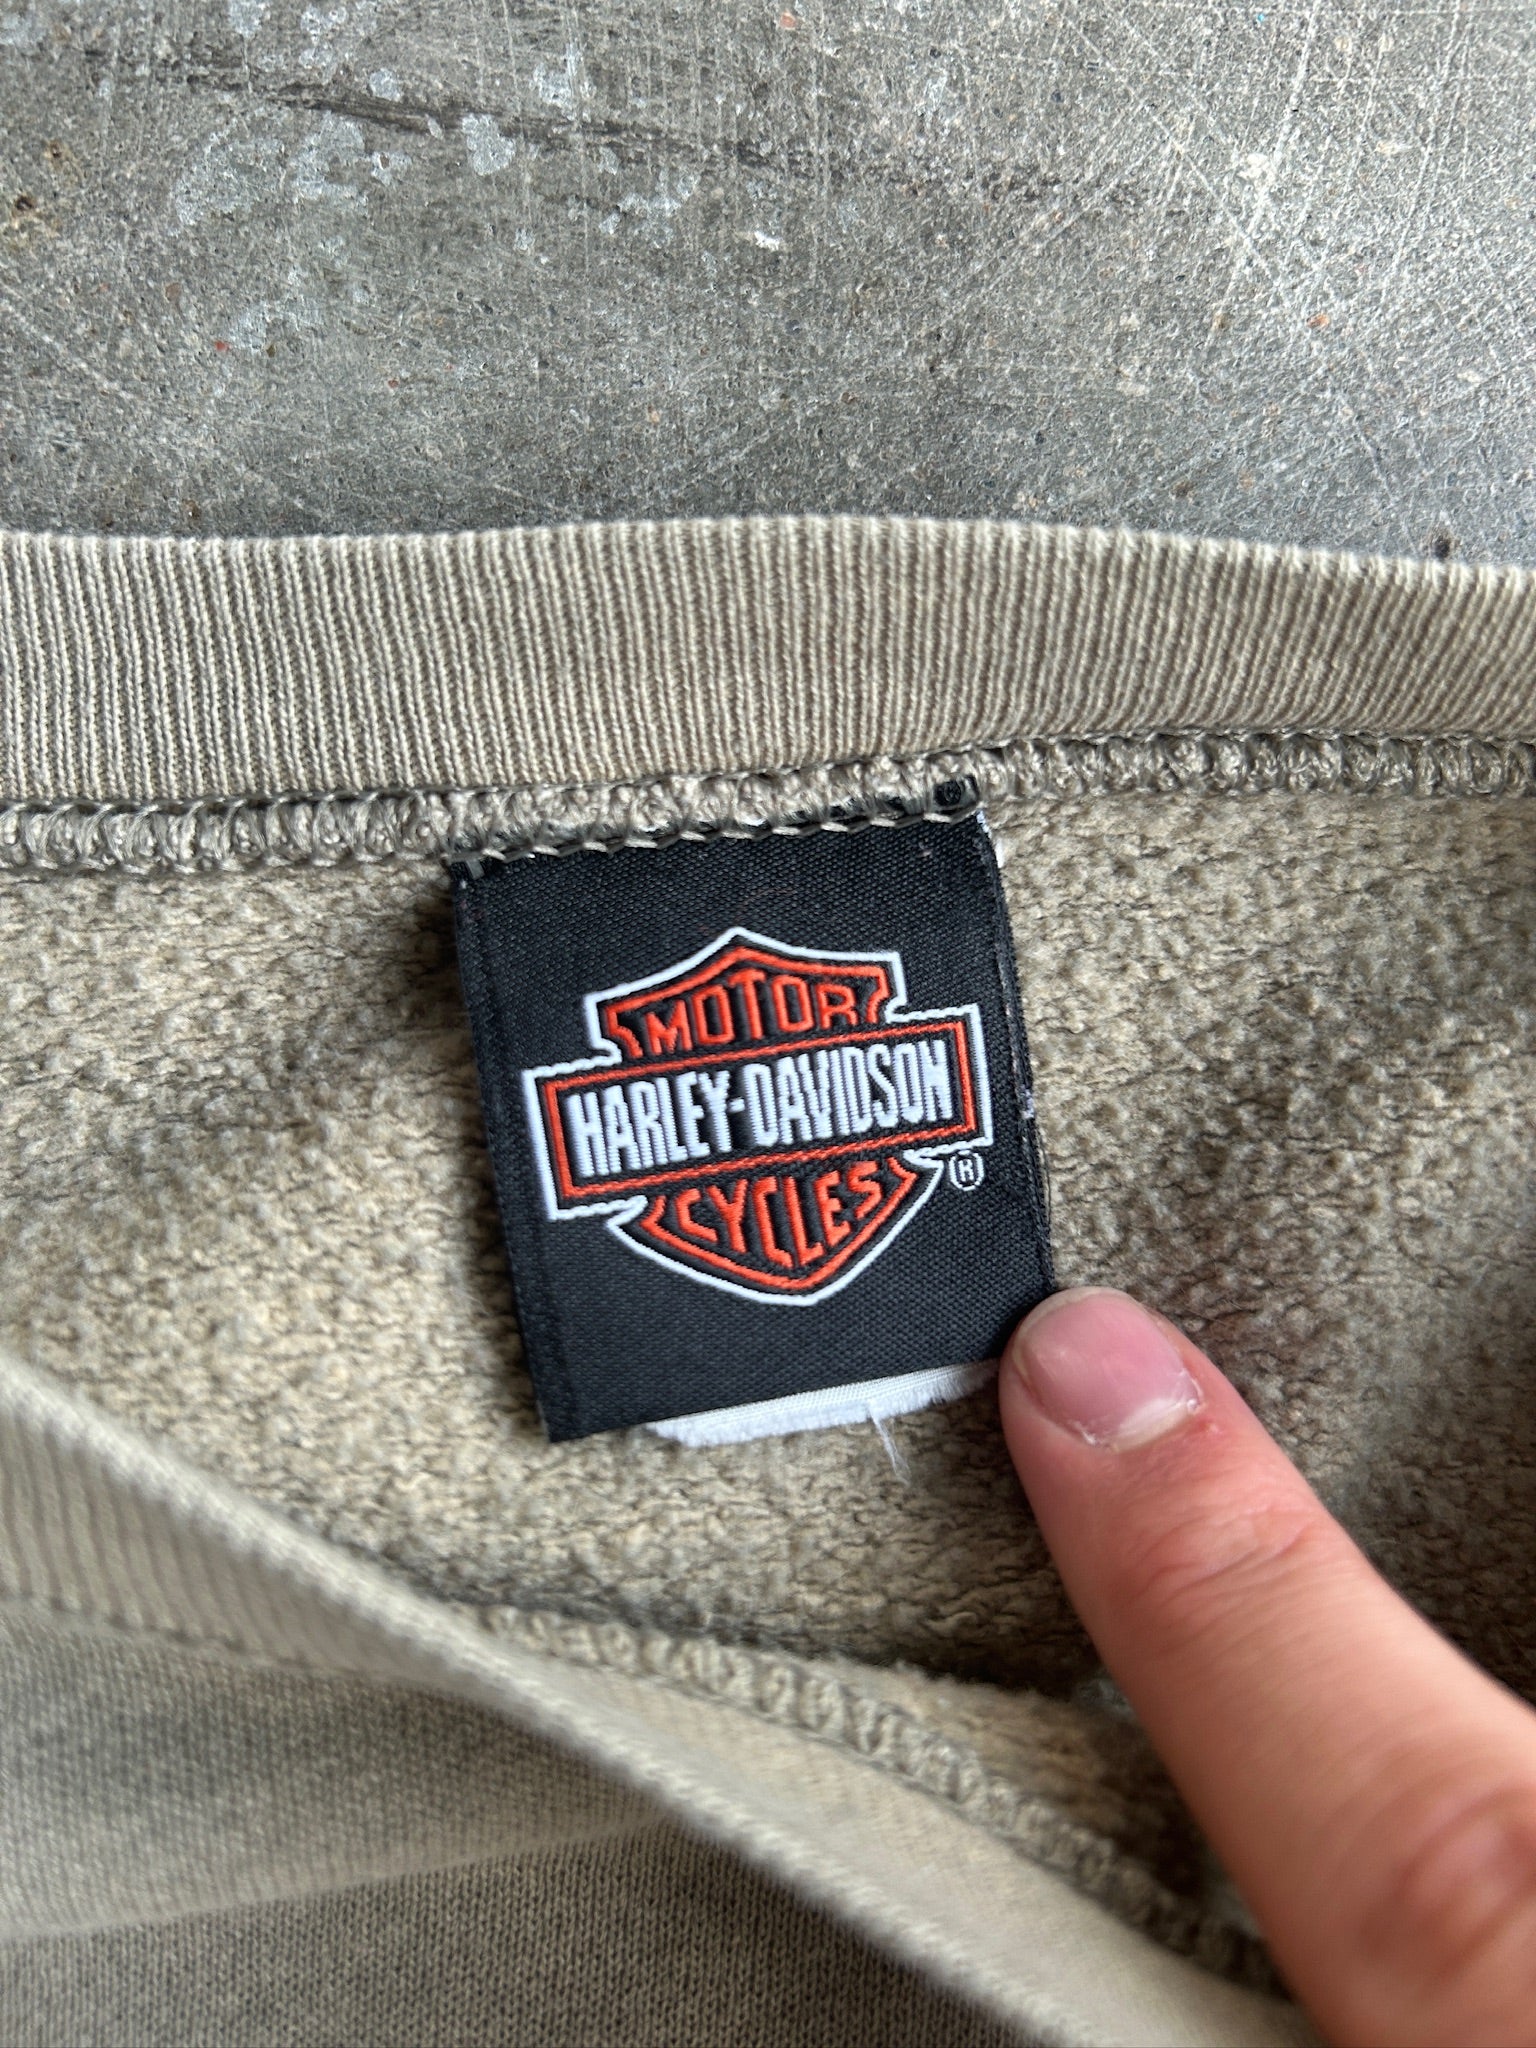 MOTOR
HARLEY-DAVIDSON
CYCLES
®